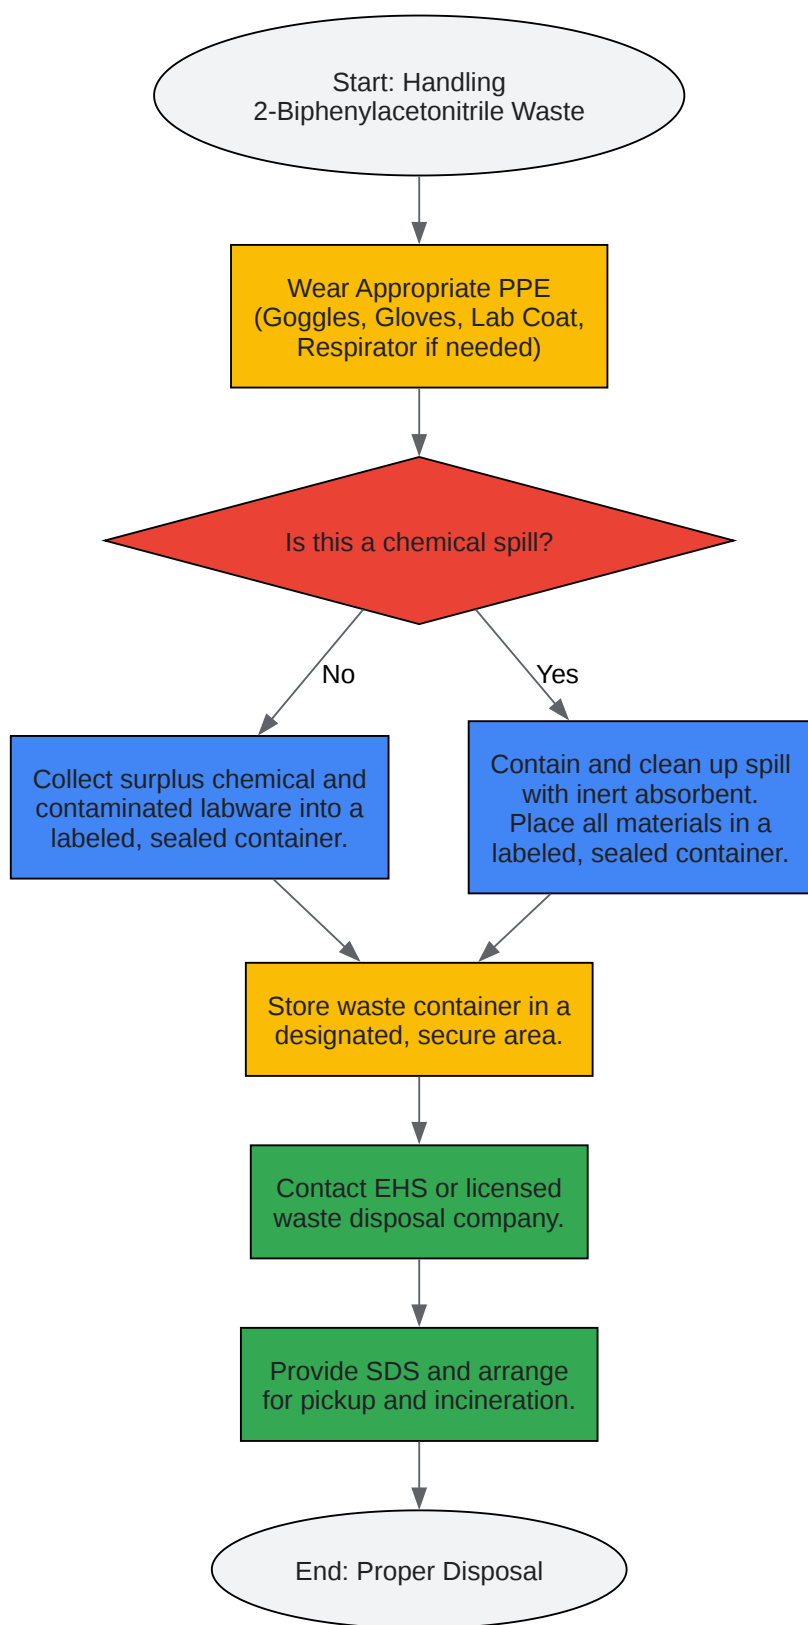 Start: Handling
2-Biphenylacetonitrile Waste
Wear Appropriate PPE
(Goggles, Gloves, Lab Coat,
Respirator if needed)
Is this a chemical spill?
No
Yes
Collect surplus chemical and
contaminated labware into a
labeled, sealed container.
Contain and clean up spill
with inert absorbent.
Place all materials in a
labeled, sealed container.
Store waste container in a
designated, secure area.
Contact EHS or licensed
waste disposal company.
Provide SDS and arrange
for pickup and incineration.
End: Proper Disposal